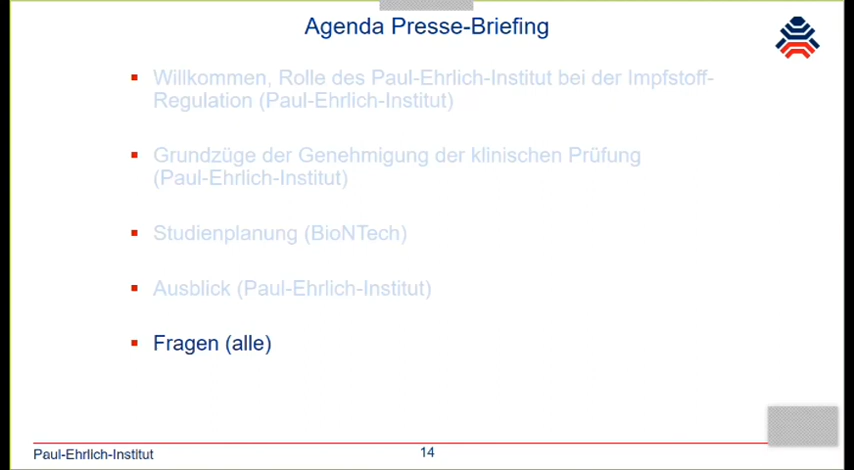 Agenda Presse-Briefing
Willkommen, Rolle des Paul-Ehrlich-Institut bei der Impfstoff-
Regulation (Paul-Ehrlich-Institut)
Grundzüge der Genehmigung der klinischen Prüfung
(Paul-Ehrlich-Institut)
Studienplanung (BioNTech)
Ausblick (Paul-Ehrlich-Institut)
Fragen (alle)
Paul-Ehrlich-Institut
14